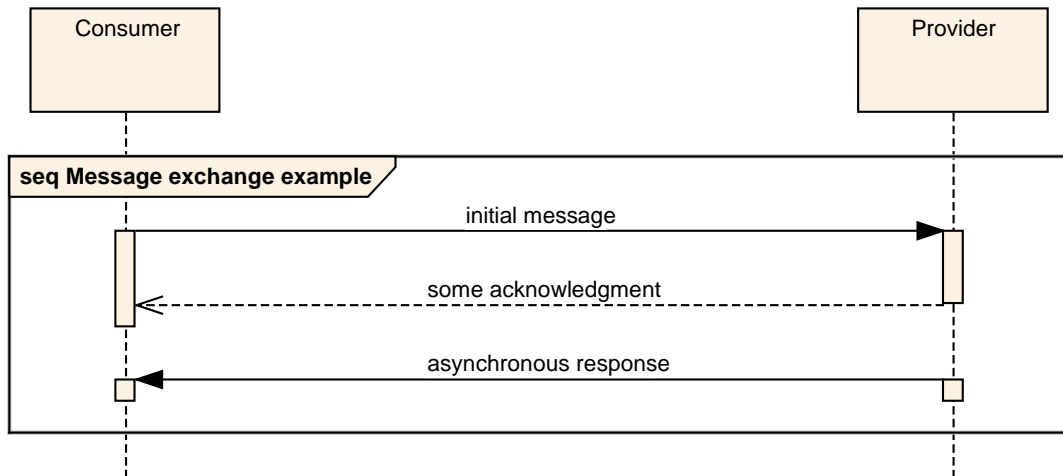 Consumer
Provider
seq Message exchange example
initial message
some acknowledgment
asynchronous response